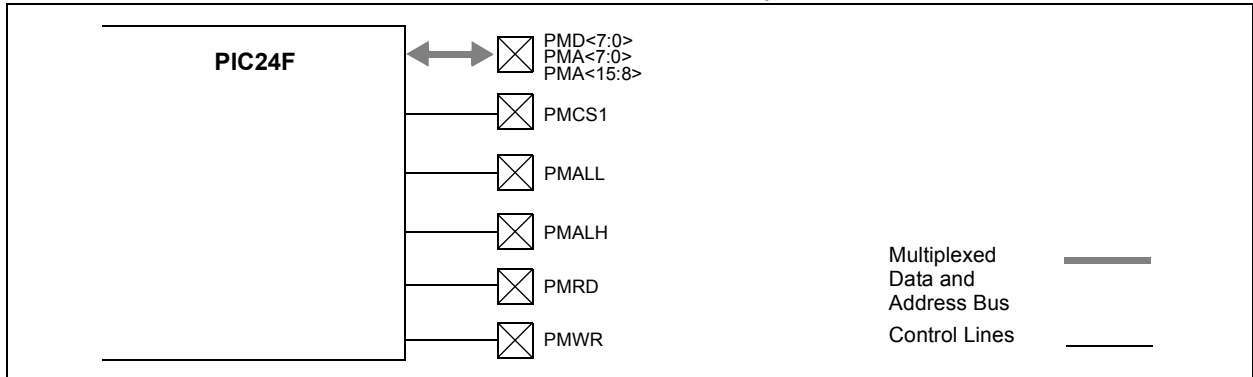 PIC24F
PMD<7:0>
PMA<7:0>
PMA<15:8>
PMCS1
PMALL
PMALH
PMRD
PMWR
Multiplexed
Data and
Address Bus
Control Lines